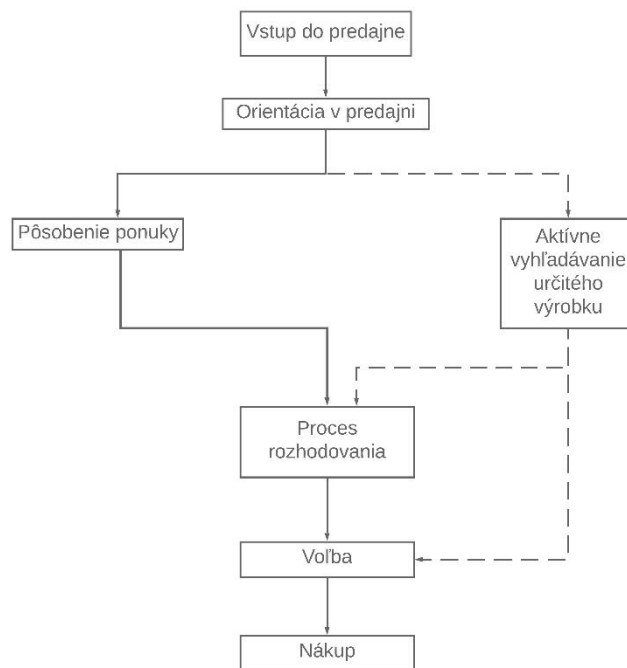 Vstup do predajne
Orientácia v predajni
Pôsobenie ponuky
Aktívne
vyhľadávanie
určitého
výrobku
Proces
rozhodovania
Voľba
Nákup